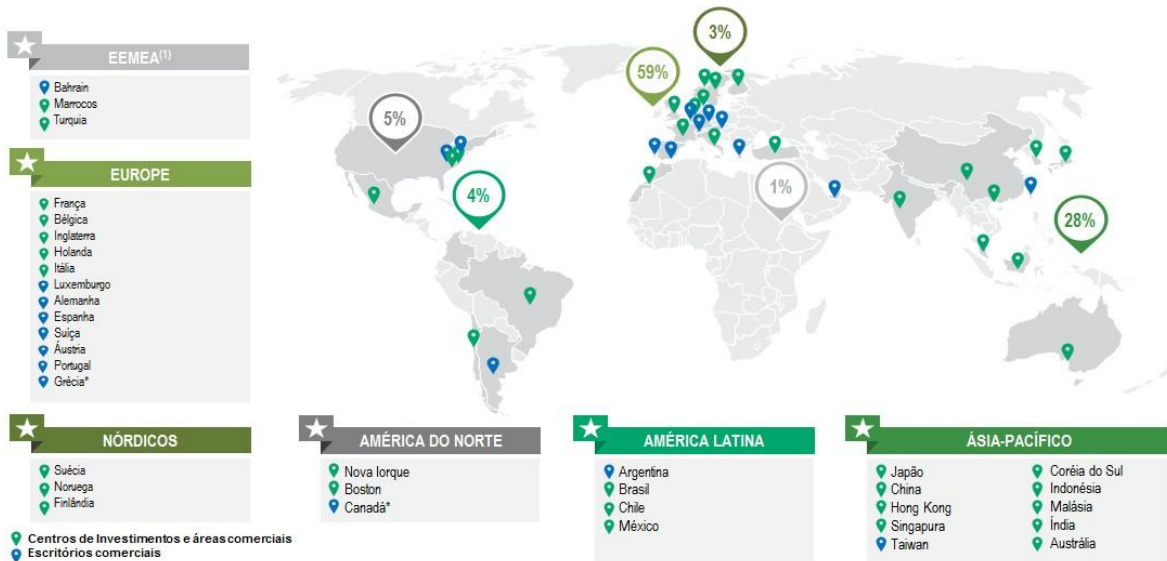 EEMEA(1)
Bahrain
Marrocos
Turquia
EUROPE
França
Bélgica
Inglaterra
Holanda
Itália
Luxemburgo
Alemanha
Espanha
Suiça
Áustria
Portugal
Grécia*
3%
59%
5%
4%
1%
28%
NÓRDICOS
Suécia
Noruega
Finlândia
AMÉRICA DO NORTE
Nova Iorque
Boston
Canadá*
AMÉRICA LATINA
Argentina
Brasil
Chile
México
ÁSIA-PACÍFICO
Japão
China
Hong Kong
Singapura
Taiwan
Coréia do Sul
Indonésia
Malásia
Índia
Austrália
Centros de Investimentos e áreas comerciais
Escritórios comerciais